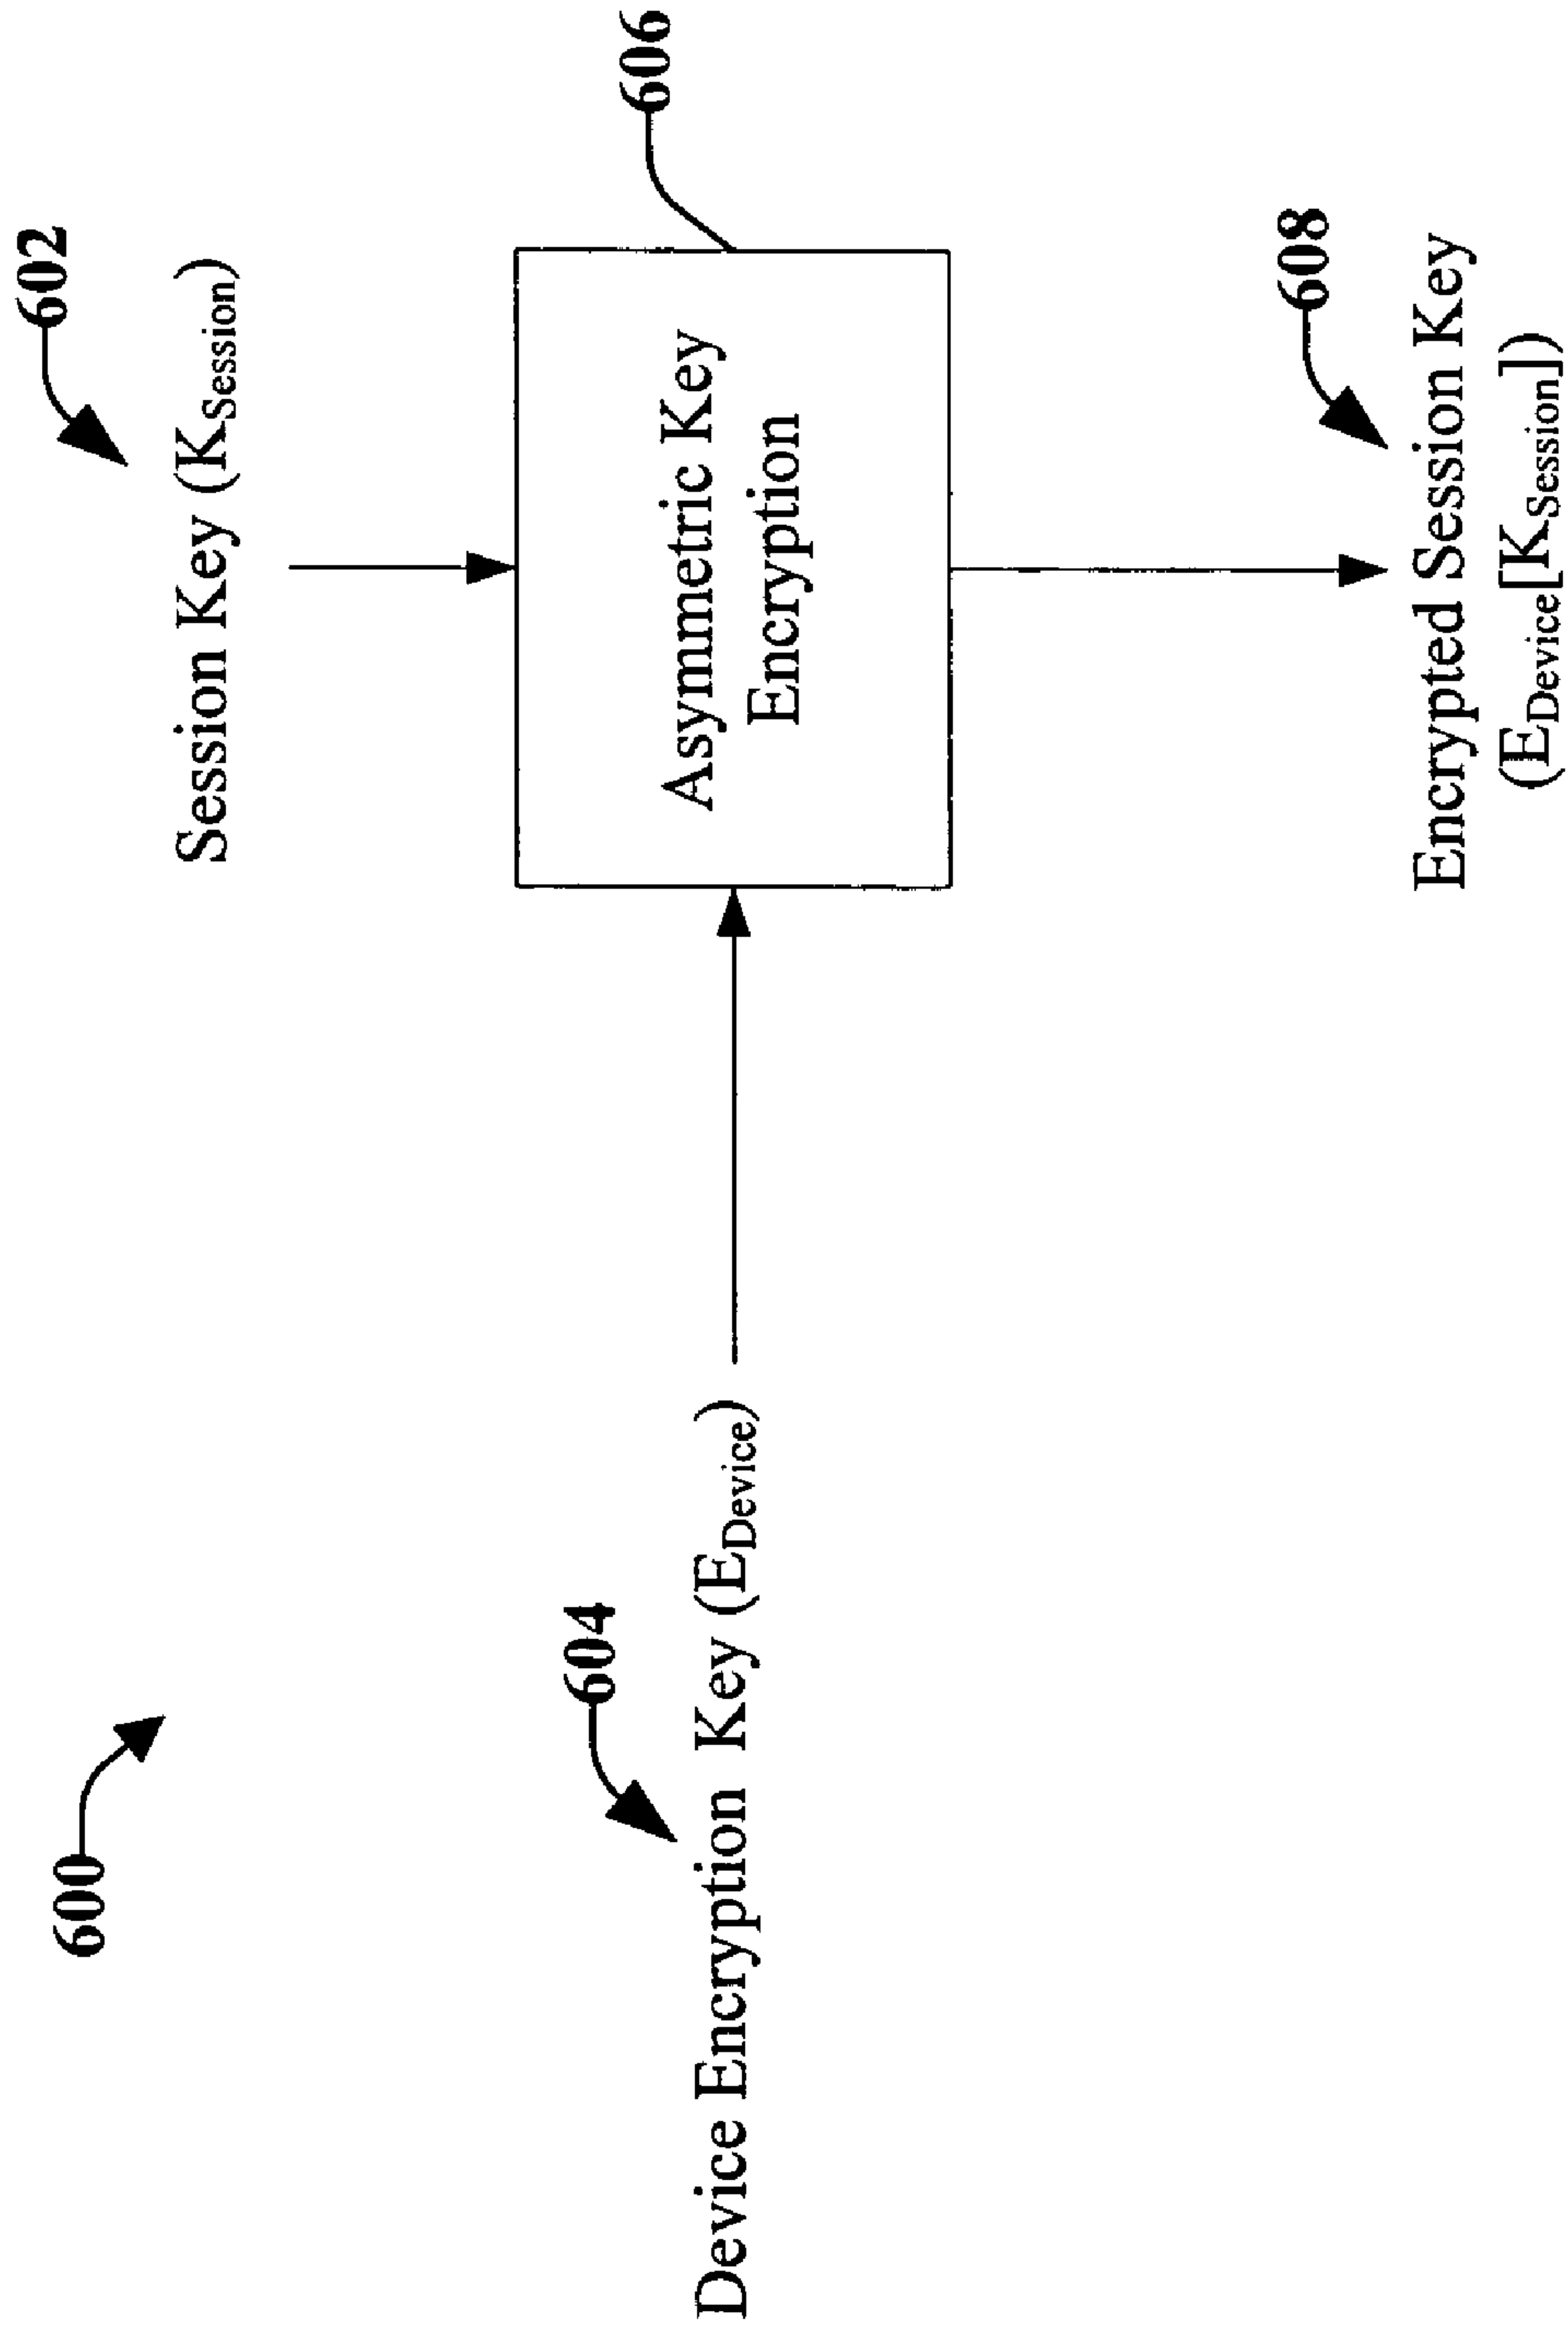 600
602
Session Key (K_Session)
604
Device Encryption Key (E_Device)
Asymmetric Key
Encryption
606
608
Encrypted Session Key
(E_Device[K_Session])